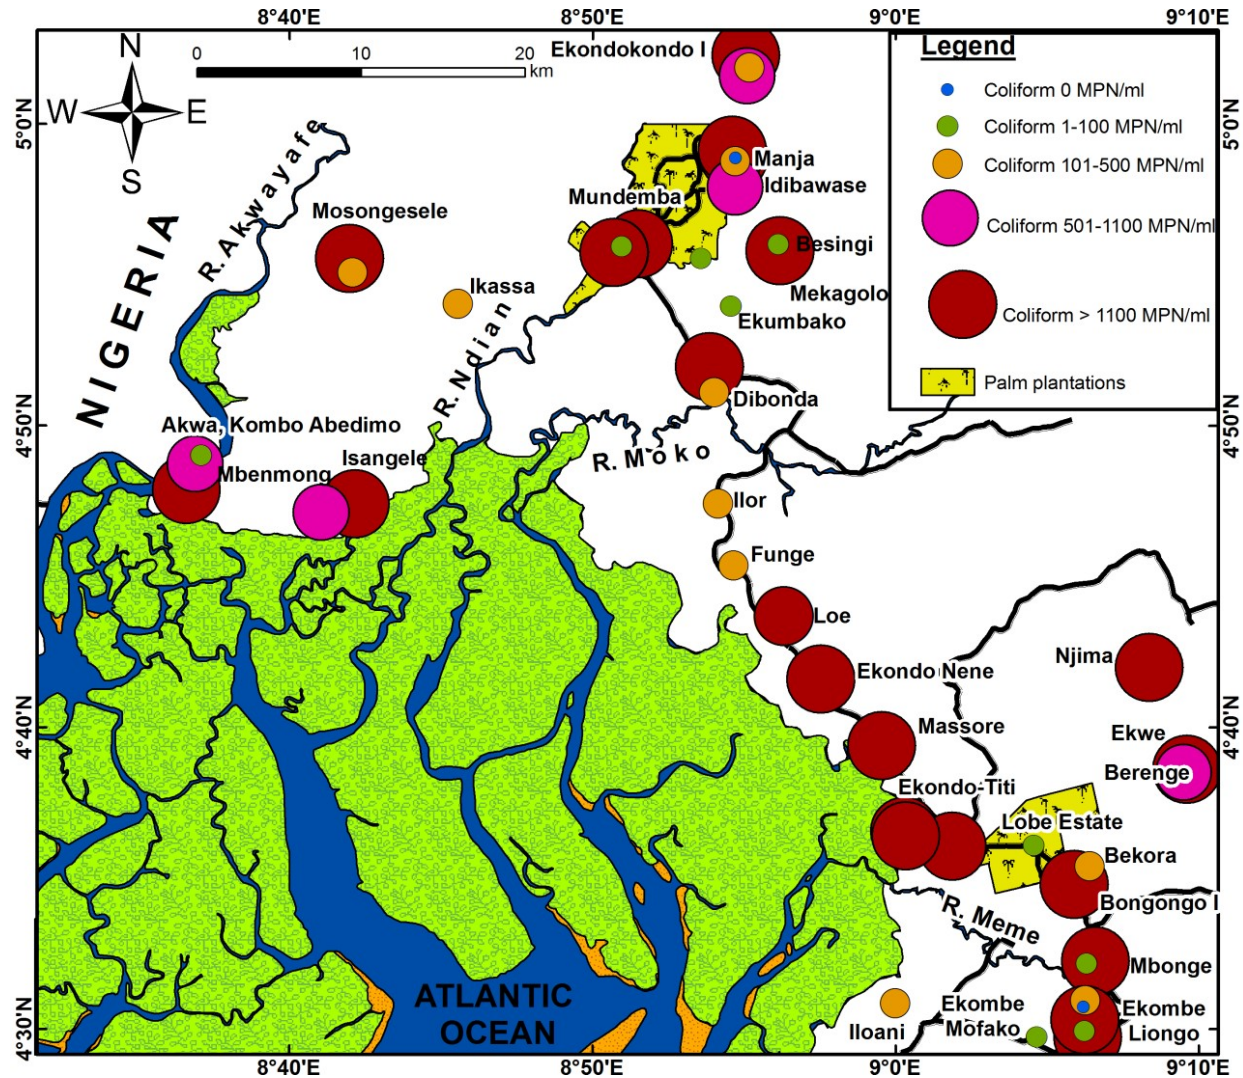 8°40'E
8°50'E
9°0'E
9°10'E
N
W
E
S
0
10
20
km
Ekondokondo I
Legend
Coliform 0 MPN/ml
Coliform 1-100 MPN/ml
Coliform 101-500 MPN/ml
Coliform 501-1100 MPN/ml
Coliform > 1100 MPN/ml
Palm plantations
5°0'N
5°0'N
R. Akwayafe
NIGERIA
Manja
Idibawase
Mundemba
Mosongesele
Besingi
Ikassa
Mekagolo
Ekumbako
R. Ndian
Dibonda
4°50'N
4°50'N
Akwa, Kombo Abedimo
Mbenmong
Isangele
R. Moko
Ilor
Funge
Loe
Ekondo Nene
Njima
4°40'N
4°40'N
Massore
Ekwe
Berenge
Ekondo-Titi
Lobe Estate
Bekora
Bongongo I
R. Meme
Mbonge
ATLANTIC
OCEAN
Iloani
Ekombe
Mofako
Ekombe
Liongo
4°30'N
4°30'N
8°40'E
8°50'E
9°0'E
9°10'E